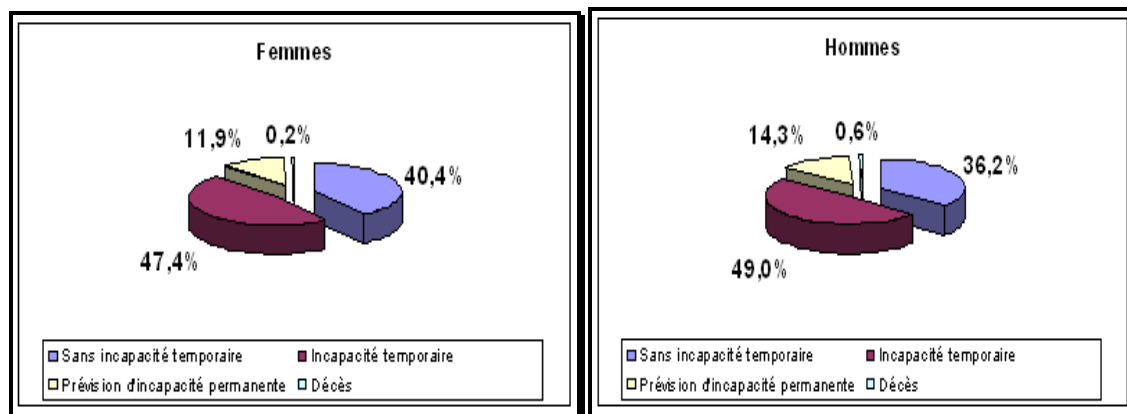 Femmes
11,9% 0,2%
40,4%
47,4%
Sans incapacité temporaire Incapacité temporaire
Prévision d'incapacité permanente Décès
Hommes
14,3% 0,6%
36,2%
49,0%
Sans incapacité temporaire Incapacité temporaire
Prévision d'incapacité permanente Décès